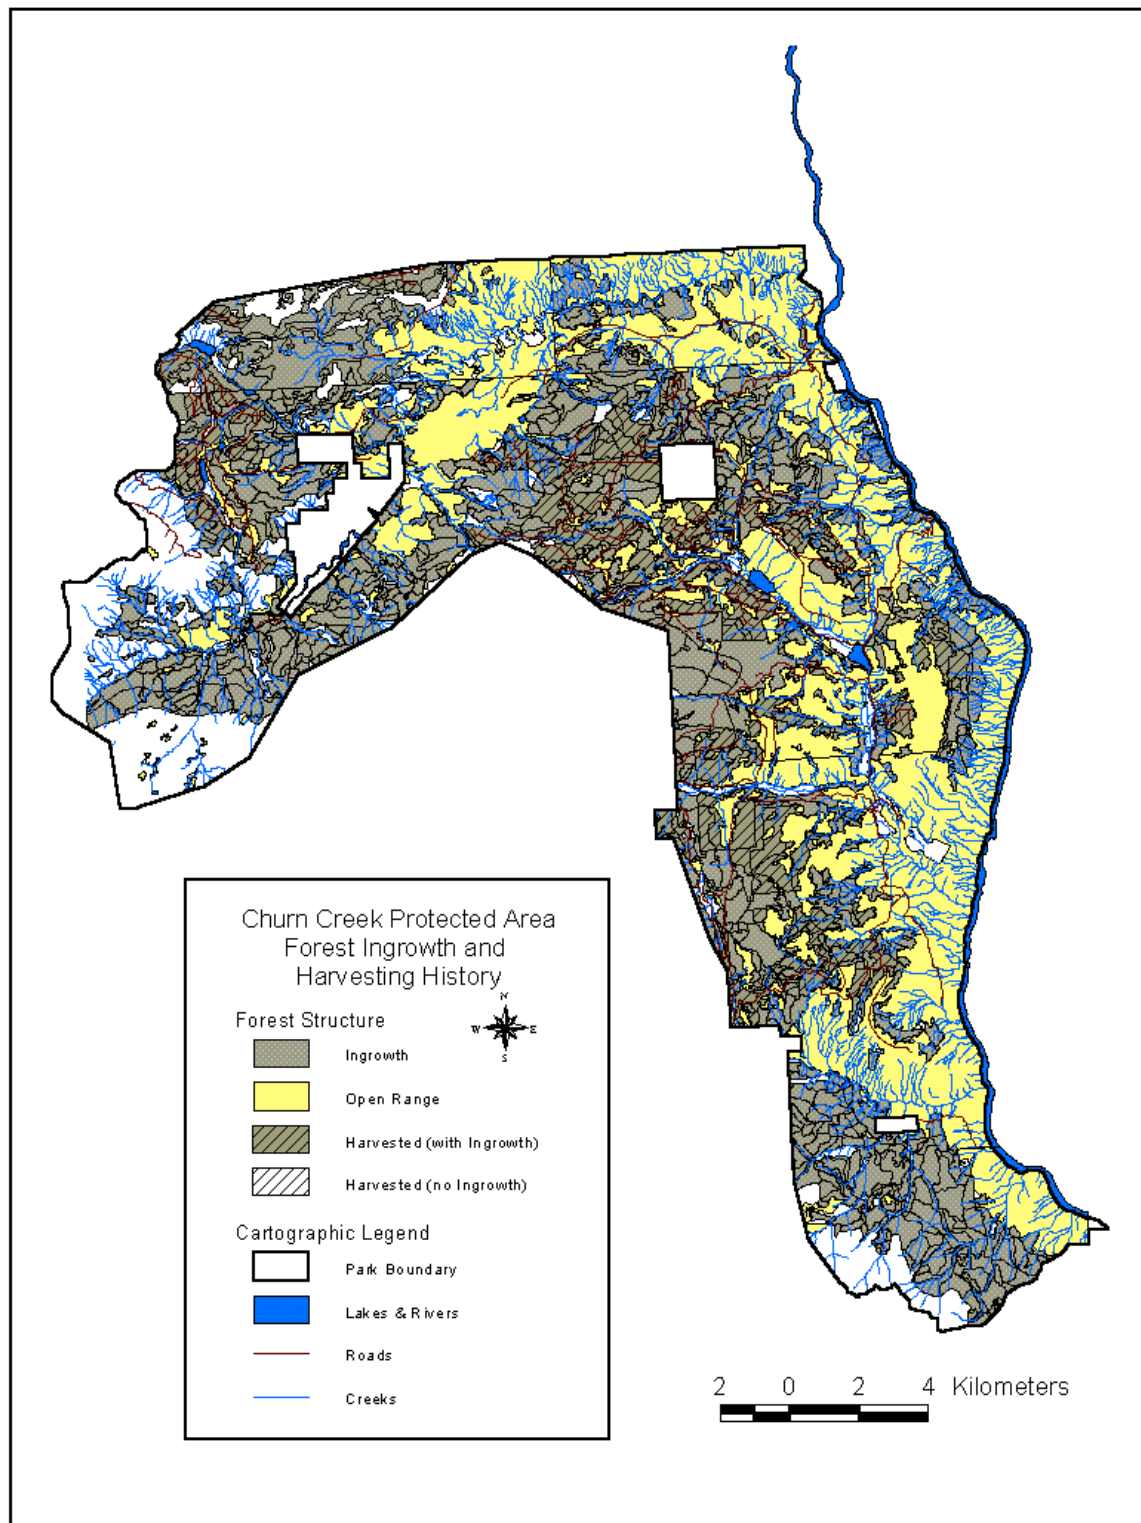 Churn Creek Protected Area
Forest Ingrowth and
Harvesting History
N
W E
S
Forest Structure
Ingrowth
Open Range
Harvested (with Ingrowth)
Harvested (no Ingrowth)
Cartographic Legend
Park Boundary
Lakes & Rivers
Roads
Creeks
2 0 2 4 Kilometers